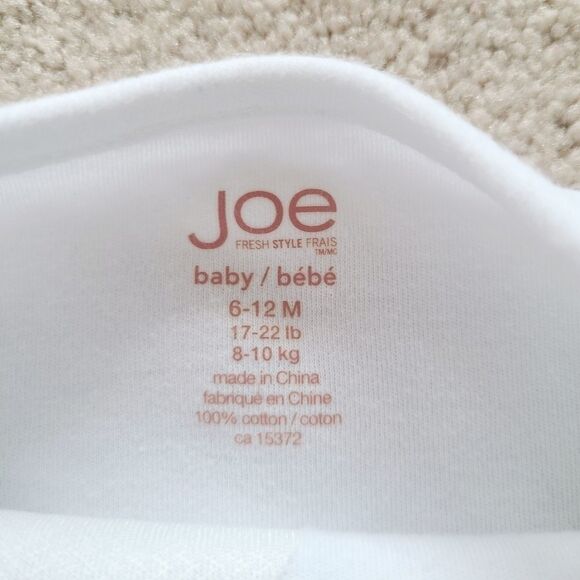 Joe
FRESH STYLE FRAIS
TM/MC
baby / bébé
6-12 M
17-22 lb
8-10 kg
made in China
fabriqué en Chine
100% cotton / coton
ca 15372